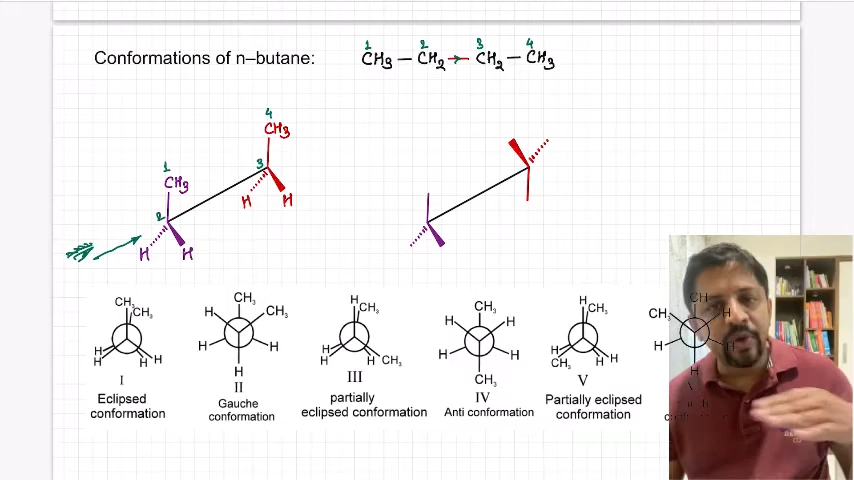 Conformations of n–butane:
1 2 3 4
CH3 — CH2 — CH2 — CH3
4
CH3
3
1
CH3
2
H H
H H
CH3 CH3 H H H H
H CH3 CH3 H H H
H CH3 H H H CH3
CH3 H H H H CH3
H CH3 H CH3 H H
CH CH3 H H H H
I II III IV V
Eclipsed
conformation
Gauche
conformation
partially
eclipsed conformation
Anti conformation
Partially eclipsed
conformation